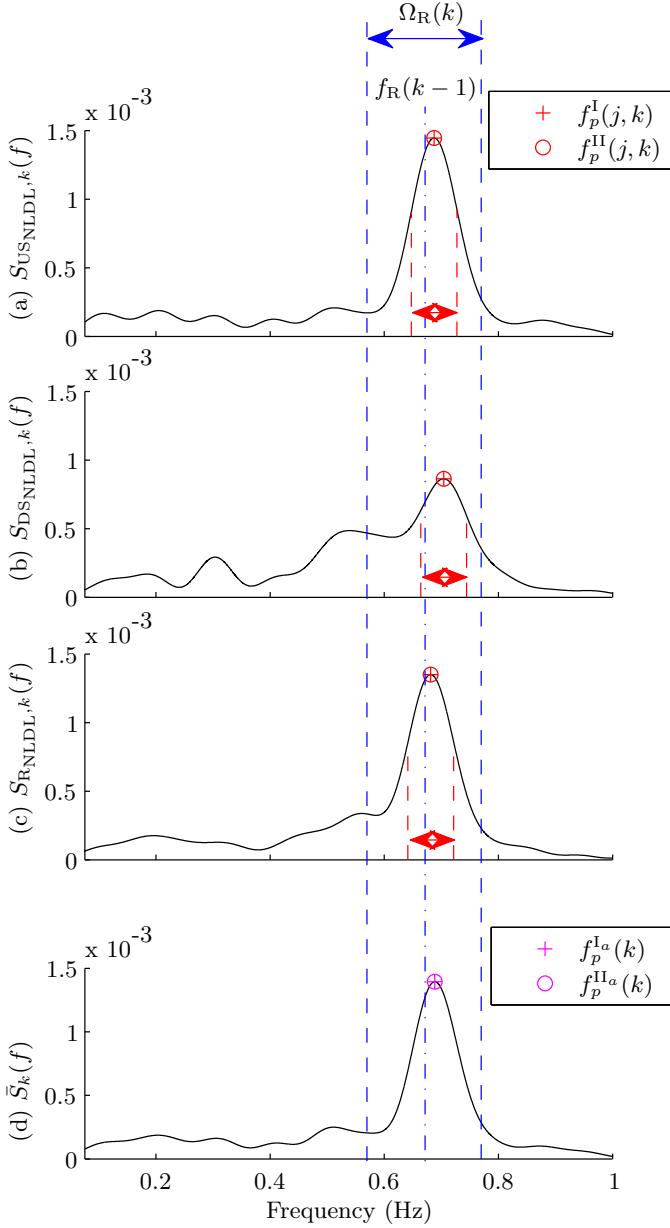 Ω_R(k)
f_R(k − 1)
x 10^-3
f_p^I(j, k)
f_p^II(j, k)
1.5
1
0.5
0
(a) S_{US_NLDL,k}(f)
x 10^-3
1.5
1
0.5
0
(b) S_{DS_NLDL,k}(f)
x 10^-3
1.5
1
0.5
0
(c) S_{R_NLDL,k}(f)
x 10^-3
f_p^{I_a}(k)
f_p^{II_a}(k)
1.5
1
0.5
0
(d) S̄_k(f)
0.2 0.4 0.6 0.8 1
Frequency (Hz)